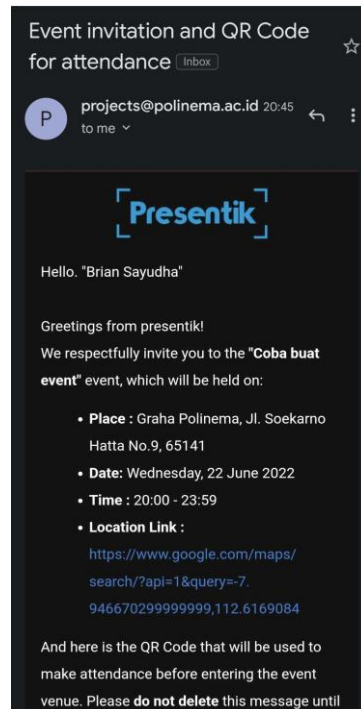 Event invitation and QR Code
for attendance Inbox
P
projects@polinema.ac.id 20:45
to me
Presentik
Hello. "Brian Sayudha"
Greetings from presentik!
We respectfully invite you to the "Coba buat
event" event, which will be held on:
• Place : Graha Polinema, Jl. Soekarno
Hatta No.9, 65141
• Date: Wednesday, 22 June 2022
• Time : 20:00 - 23:59
• Location Link :
https://www.google.com/maps/
search/?api=1&query=-7.
946670299999999,112.6169084
And here is the QR Code that will be used to
make attendance before entering the event
venue. Please do not delete this message until